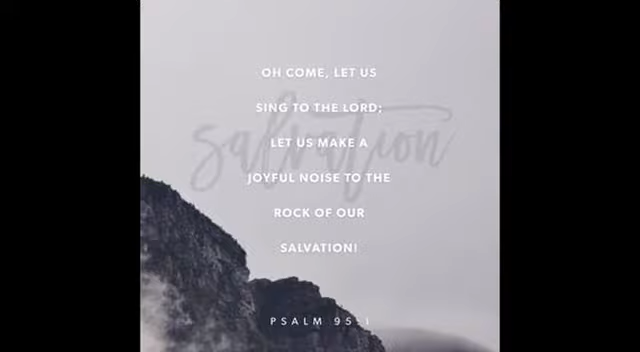 OH COME, LET US
SING TO THE LORD;
salvation
LET US MAKE A
JOYFUL NOISE TO THE
ROCK OF OUR
SALVATION!
PSALM 95:1